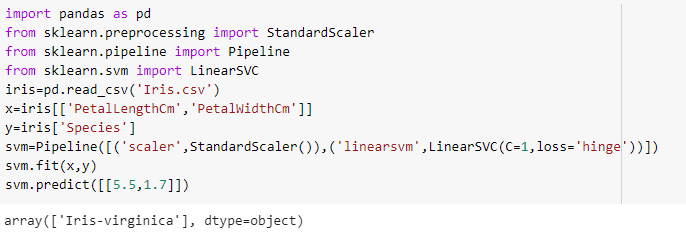 import pandas as pd
from sklearn.preprocessing import StandardScaler
from sklearn.pipeline import Pipeline
from sklearn.svm import LinearSVC
iris=pd.read_csv('Iris.csv')
x=iris[['PetalLengthCm','PetalWidthCm']]
y=iris['Species']
svm=Pipeline([('scaler',StandardScaler()),('linearsvm',LinearSVC(C=1,loss='hinge'))])
svm.fit(x,y)
svm.predict([[5.5,1.7]])
array(['Iris-virginica'], dtype=object)